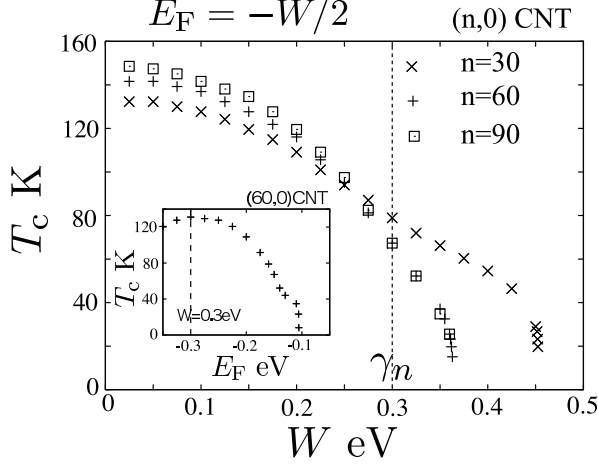 E_F = −W/2 (n,0) CNT
160
120
80
40
0
T_c K
× n=30
+ n=60
⊡ n=90
(60,0)CNT
120
80
40
0
T_c K
W=0.3eV
-0.3 -0.2 -0.1
E_F eV
γ_n
0 0.1 0.2 0.3 0.4 0.5
W eV